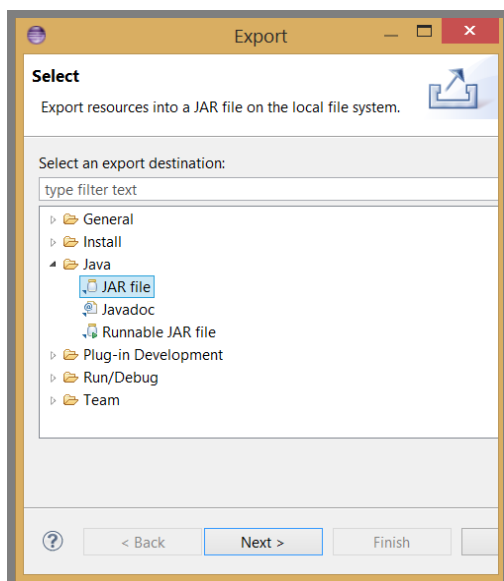 Export
Select
Export resources into a JAR file on the local file system.
Select an export destination:
type filter text
General
Install
Java
JAR file
Javadoc
Runnable JAR file
Plug-in Development
Run/Debug
Team
? < Back Next > Finish